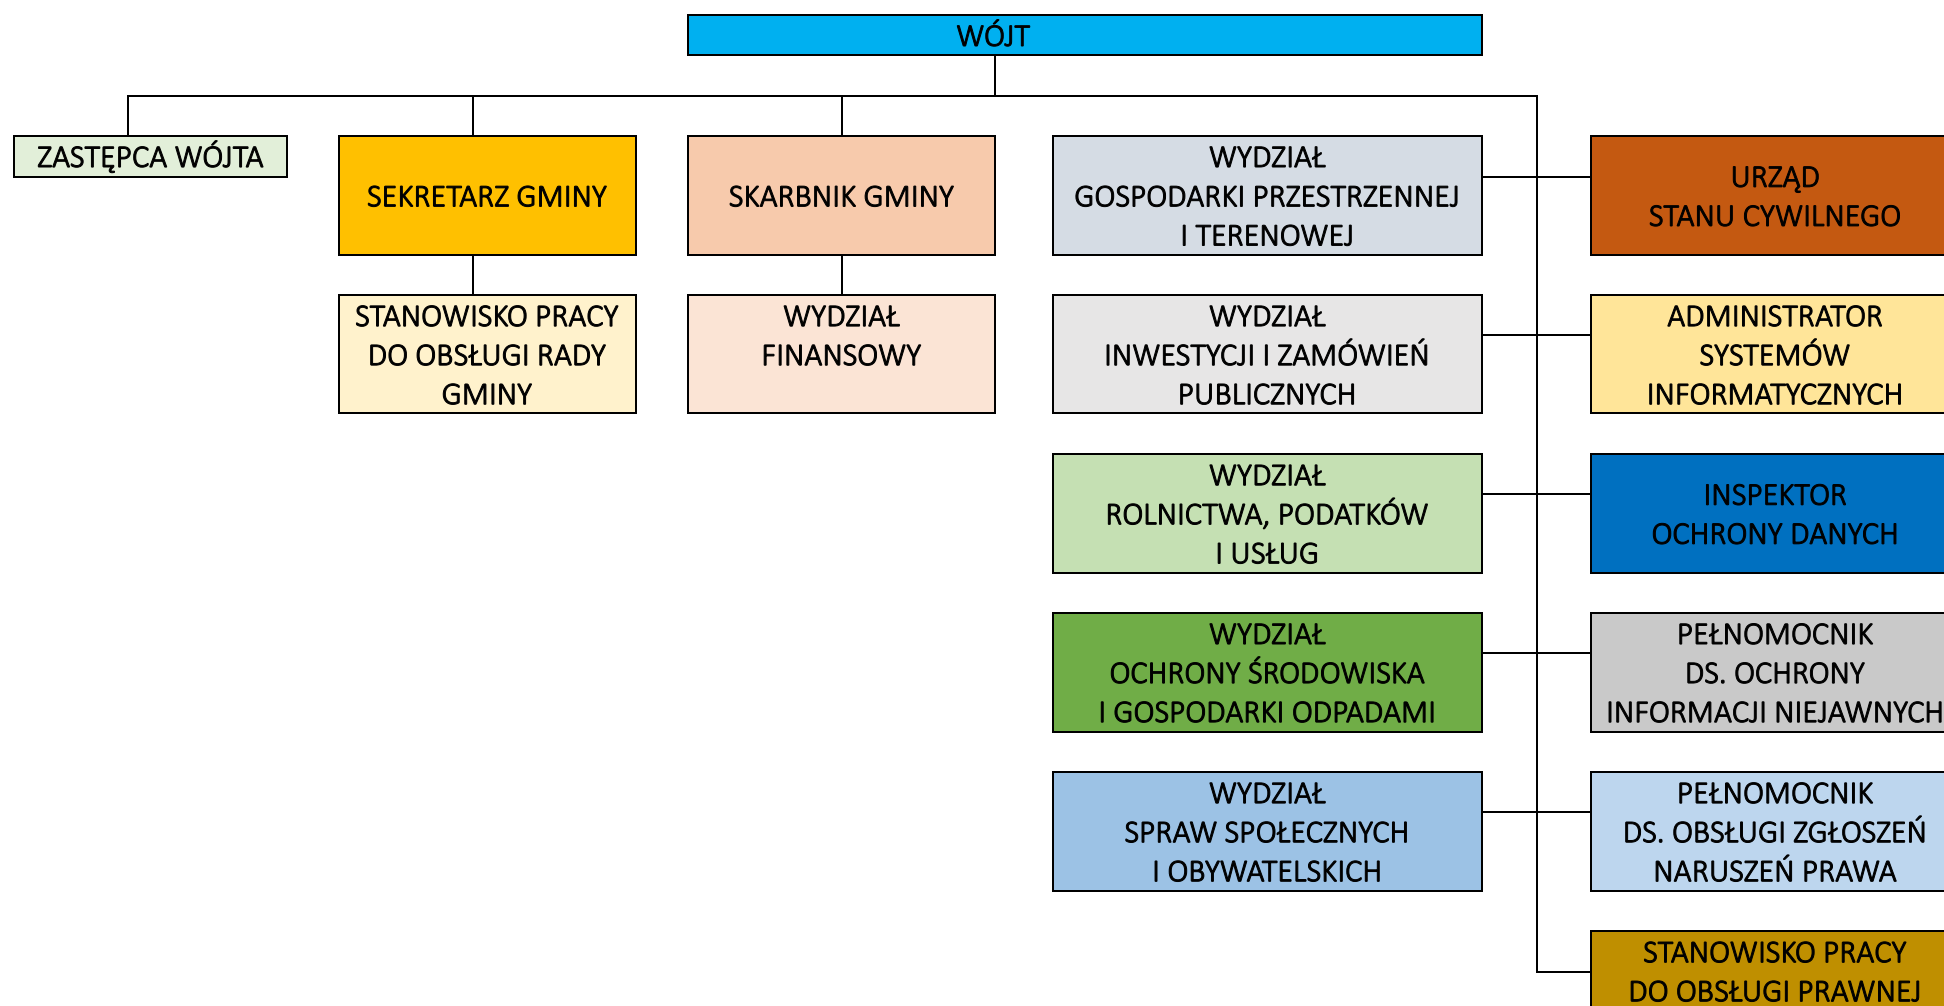 WÓJT
ZASTĘPCA WÓJTA
SEKRETARZ GMINY
SKARBNIK GMINY
WYDZIAŁ
GOSPODARKI PRZESTRZENNEJ
I TERENOWEJ
URZĄD
STANU CYWILNEGO
STANOWISKO PRACY
DO OBSŁUGI RADY
GMINY
WYDZIAŁ
FINANSOWY
WYDZIAŁ
INWESTYCJI I ZAMÓWIEŃ
PUBLICZNYCH
ADMINISTRATOR
SYSTEMÓW
INFORMATYCZNYCH
WYDZIAŁ
ROLNICTWA, PODATKÓW
I USŁUG
INSPEKTOR
OCHRONY DANYCH
WYDZIAŁ
OCHRONY ŚRODOWISKA
I GOSPODARKI ODPADAMI
PEŁNOMOCNIK
DS. OCHRONY
INFORMACJI NIEJAWNYCH
WYDZIAŁ
SPRAW SPOŁECZNYCH
I OBYWATELSKICH
PEŁNOMOCNIK
DS. OBSŁUGI ZGŁOSZEŃ
NARUSZEŃ PRAWA
STANOWISKO PRACY
DO OBSŁUGI PRAWNEJ